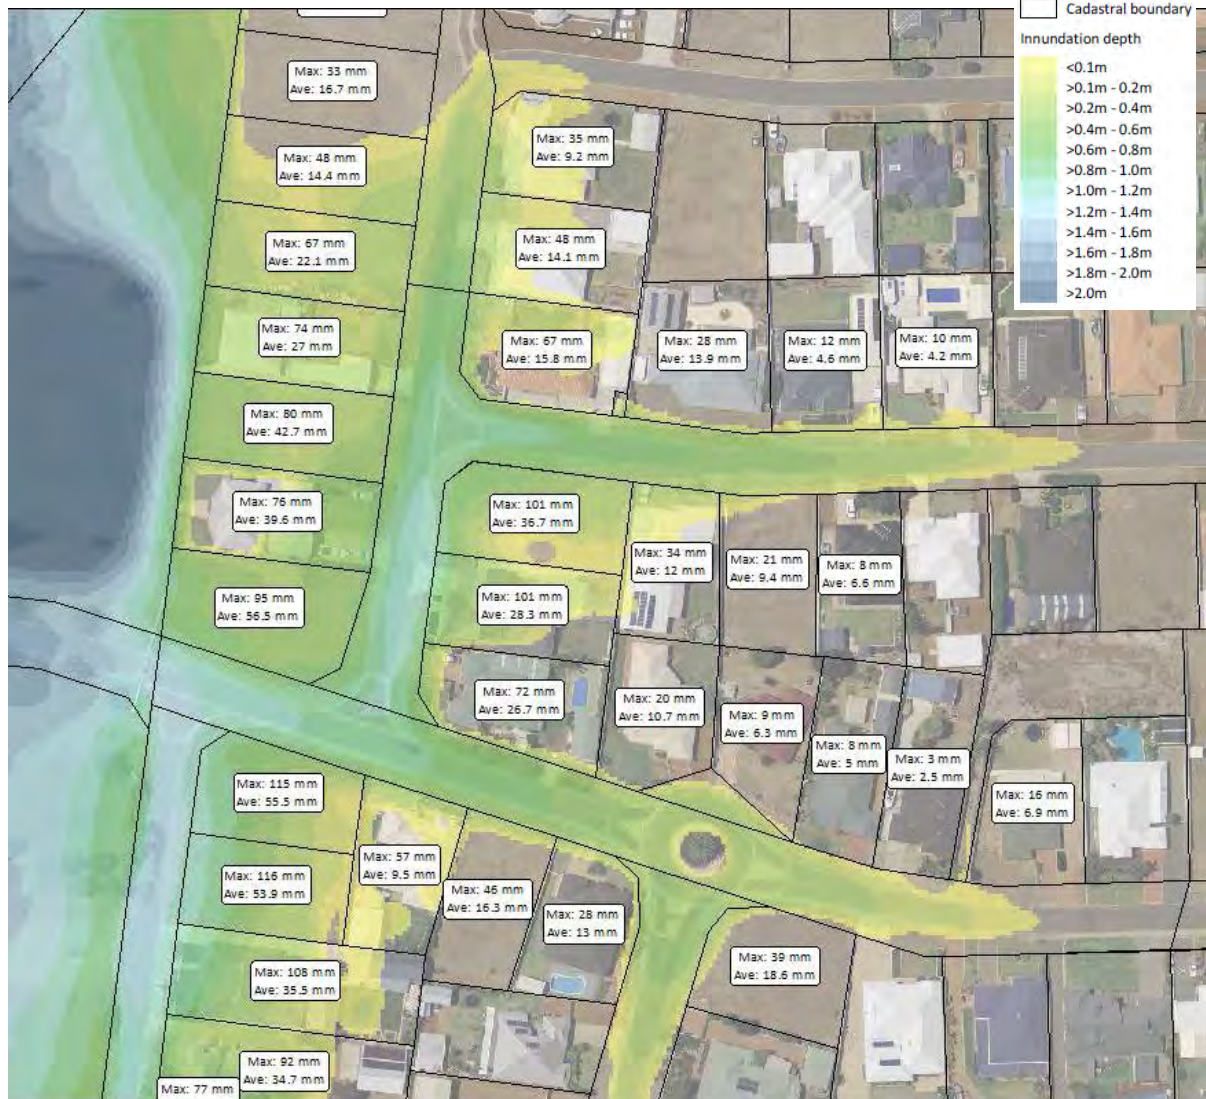 Cadastral boundary
Innundation depth
<0.1m
>0.1m - 0.2m
>0.2m - 0.4m
>0.4m - 0.6m
>0.6m - 0.8m
>0.8m - 1.0m
>1.0m - 1.2m
>1.2m - 1.4m
>1.4m - 1.6m
>1.6m - 1.8m
>1.8m - 2.0m
>2.0m
Max: 33 mm
Ave: 16.7 mm
Max: 48 mm
Ave: 14.4 mm
Max: 35 mm
Ave: 9.2 mm
Max: 67 mm
Ave: 22.1 mm
Max: 48 mm
Ave: 14.1 mm
Max: 74 mm
Ave: 27 mm
Max: 67 mm
Ave: 15.8 mm
Max: 28 mm
Ave: 13.9 mm
Max: 12 mm
Ave: 4.6 mm
Max: 10 mm
Ave: 4.2 mm
Max: 80 mm
Ave: 42.7 mm
Max: 76 mm
Ave: 39.6 mm
Max: 101 mm
Ave: 36.7 mm
Max: 34 mm
Ave: 12 mm
Max: 21 mm
Ave: 9.4 mm
Max: 8 mm
Ave: 6.6 mm
Max: 95 mm
Ave: 56.5 mm
Max: 101 mm
Ave: 28.3 mm
Max: 72 mm
Ave: 26.7 mm
Max: 20 mm
Ave: 10.7 mm
Max: 9 mm
Ave: 6.3 mm
Max: 8 mm
Ave: 5 mm
Max: 3 mm
Ave: 2.5 mm
Max: 16 mm
Ave: 6.9 mm
Max: 115 mm
Ave: 55.5 mm
Max: 57 mm
Ave: 9.5 mm
Max: 116 mm
Ave: 53.9 mm
Max: 46 mm
Ave: 16.3 mm
Max: 28 mm
Ave: 13 mm
Max: 108 mm
Ave: 35.5 mm
Max: 39 mm
Ave: 18.6 mm
Max: 92 mm
Ave: 34.7 mm
Max: 77 mm